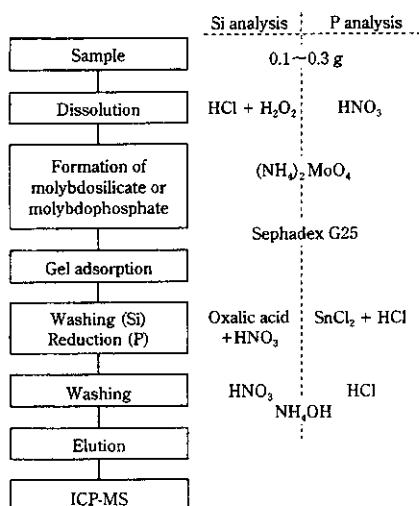 Si analysis P analysis
Sample 0.1~0.3 g
Dissolution HCl + H₂O₂ HNO₃
Formation of
molybdosilicate or
molybdophosphate
(NH₄)₂MoO₄
Sephadex G25
Gel adsorption
Washing (Si) Oxalic acid SnCl₂ + HCl
Reduction (P) +HNO₃
Washing HNO₃ HCl
NH₄OH
Elution
ICP-MS